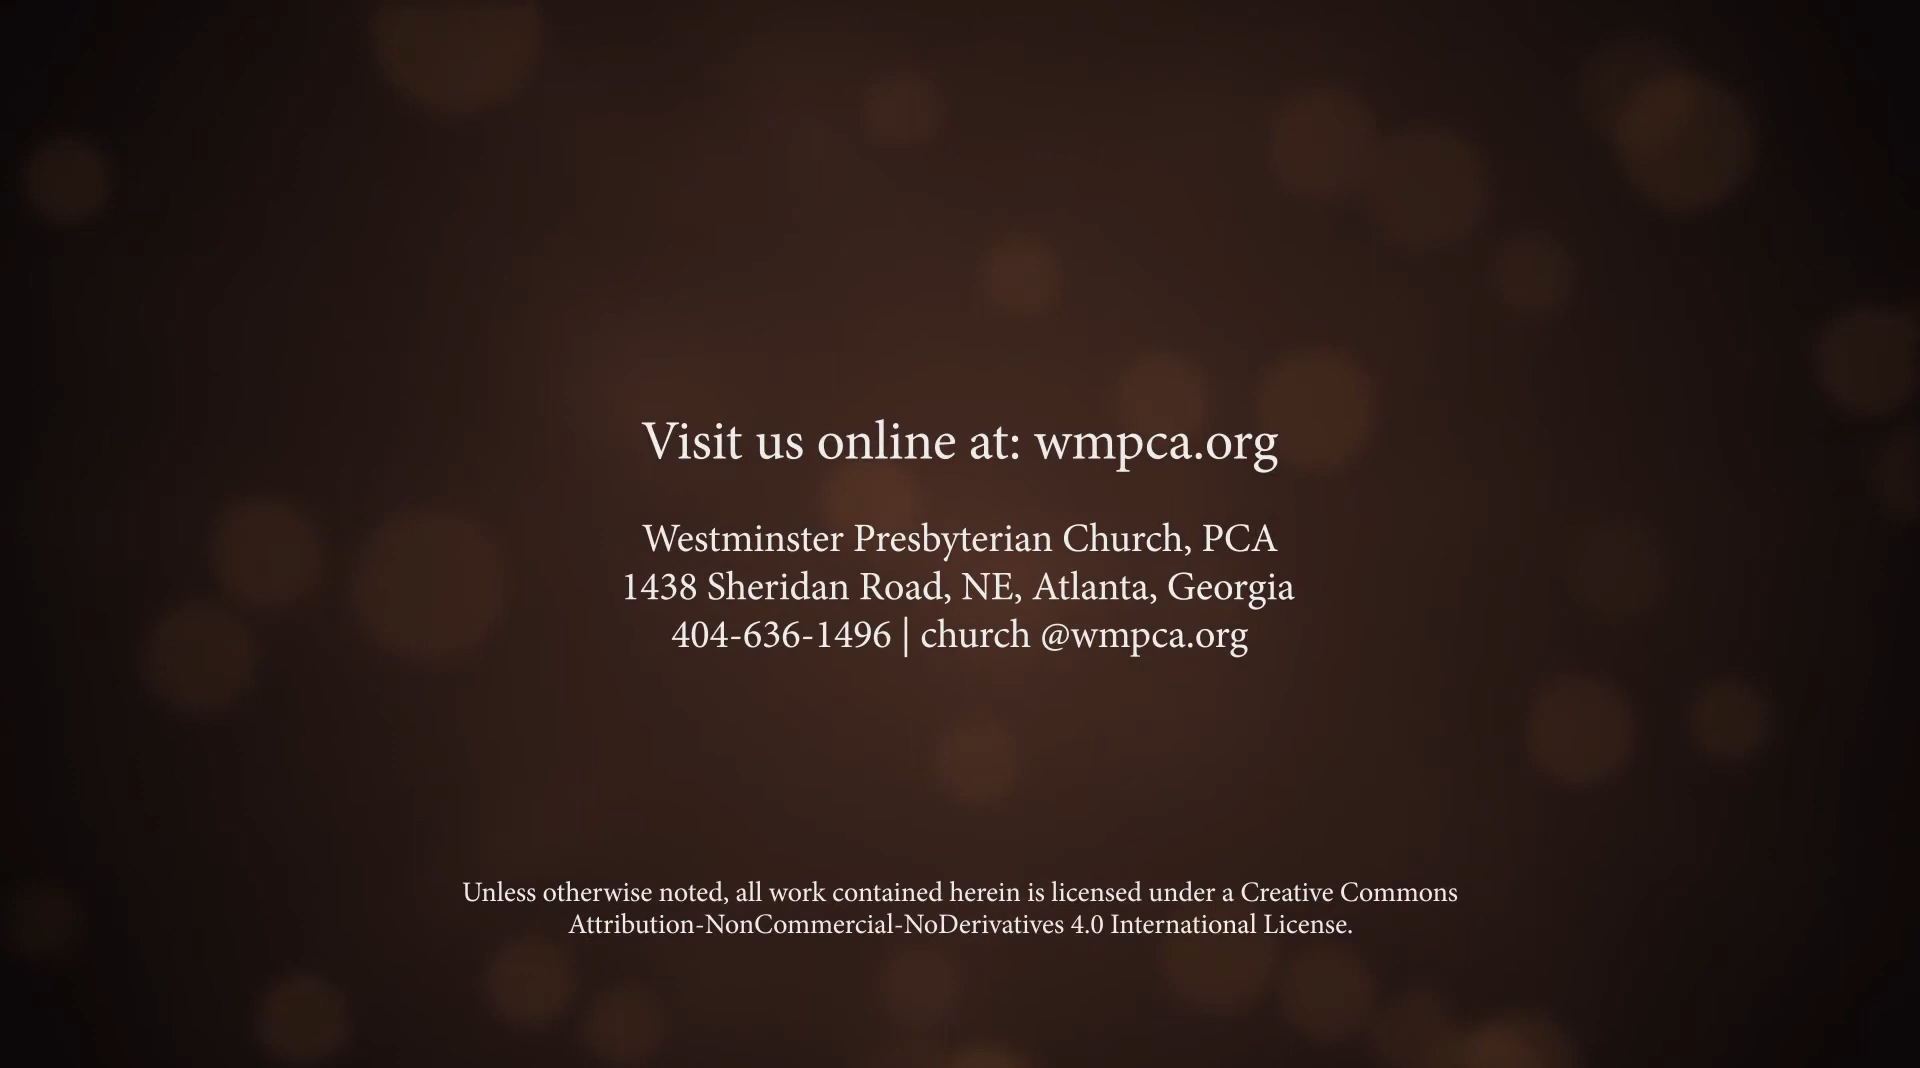 Visit us online at: wmpca.org
Westminster Presbyterian Church, PCA
1438 Sheridan Road, NE, Atlanta, Georgia
404-636-1496 | church @wmpca.org
Unless otherwise noted, all work contained herein is licensed under a Creative Commons
Attribution-NonCommercial-NoDerivatives 4.0 International License.